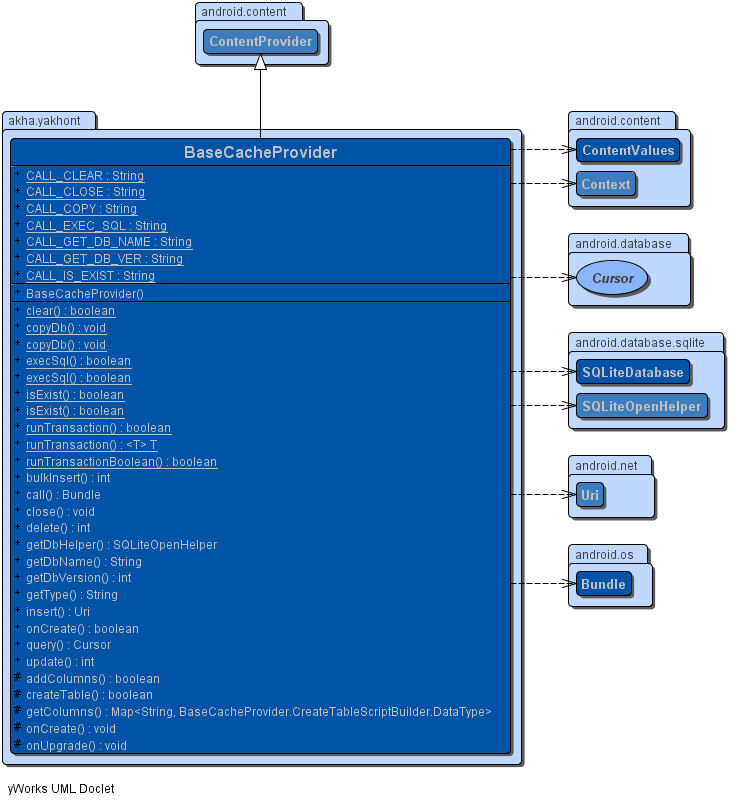 android.content
ContentProvider
akha.yakhont
BaseCacheProvider
+ CALL_CLEAR : String
+ CALL_CLOSE : String
+ CALL_COPY : String
+ CALL_EXEC_SQL : String
+ CALL_GET_DB_NAME : String
+ CALL_GET_DB_VER : String
+ CALL_IS_EXIST : String
+ BaseCacheProvider()
+ clear() : boolean
+ copyDb() : void
+ copyDb() : void
+ execSql() : boolean
+ execSql() : boolean
+ isExist() : boolean
+ isExist() : boolean
+ runTransaction() : boolean
+ runTransaction() : <T> T
+ runTransactionBoolean() : boolean
+ bulkInsert() : int
+ call() : Bundle
+ close() : void
+ delete() : int
+ getDbHelper() : SQLiteOpenHelper
+ getDbName() : String
+ getDbVersion() : int
+ getType() : String
+ insert() : Uri
+ onCreate() : boolean
+ query() : Cursor
+ update() : int
# addColumns() : boolean
# createTable() : boolean
# getColumns() : Map<String, BaseCacheProvider.CreateTableScriptBuilder.DataType>
# onCreate() : void
# onUpgrade() : void
android.content
ContentValues
Context
android.database
Cursor
android.database.sqlite
SQLiteDatabase
SQLiteOpenHelper
android.net
Uri
android.os
Bundle
yWorks UML Doclet